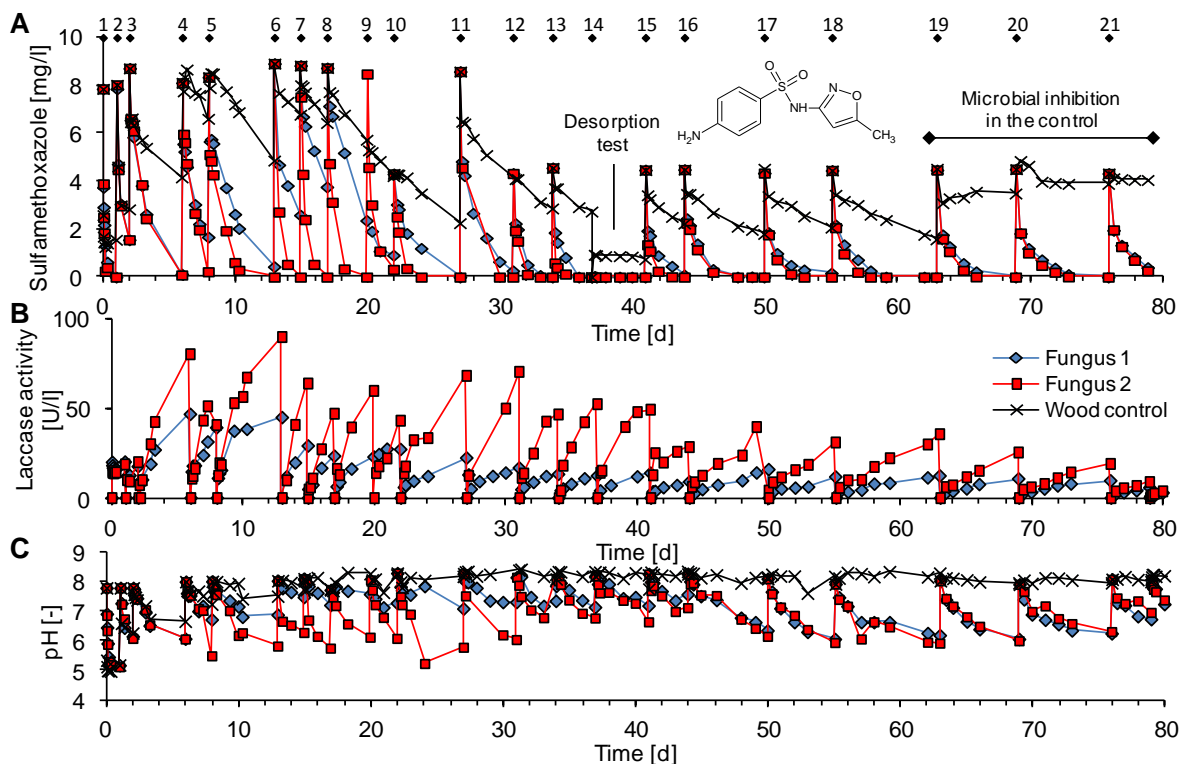 A
1 2 3 4 5 6 7 8 9 10 11 12 13 14 15 16 17 18 19 20 21
Sulfamethoxazole [mg/l]
10
8
6
4
2
0
Desorption
test
O
O
S
NH
N
O
CH3
H2N
Microbial inhibition
in the control
0 10 20 30 40 50 60 70 80
Time [d]
B
Laccase activity
[U/l]
100
50
0
Fungus 1
Fungus 2
Wood control
0 10 20 30 40 50 60 70 80
Time [d]
C
pH [-]
9
8
7
6
5
4
0 10 20 30 40 50 60 70 80
Time [d]